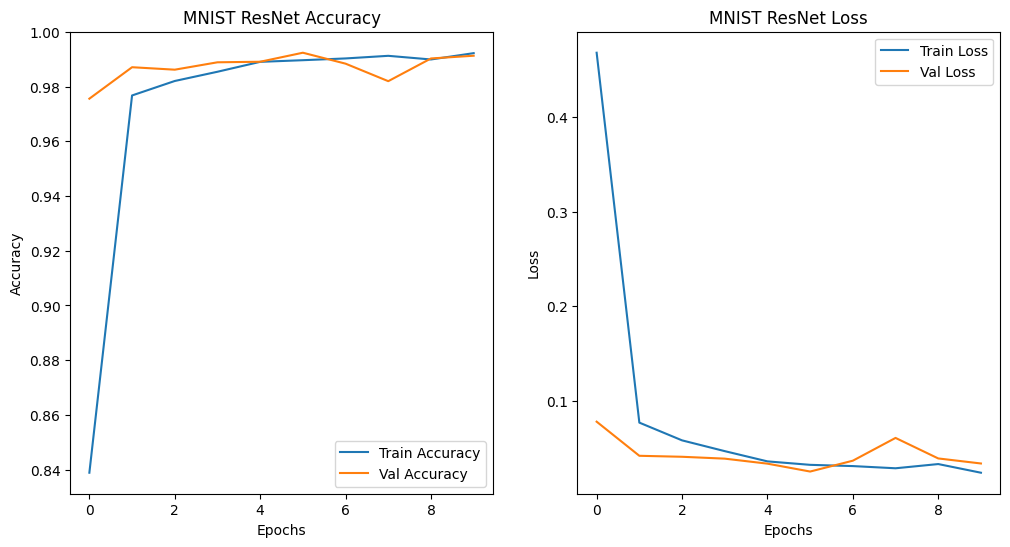 MNIST ResNet Accuracy
1.00
0.98
0.96
0.94
0.92
0.90
0.88
0.86
0.84
Accuracy
Train Accuracy
Val Accuracy
0 2 4 6 8
Epochs
MNIST ResNet Loss
Train Loss
Val Loss
0.4
0.3
0.2
0.1
Loss
0 2 4 6 8
Epochs